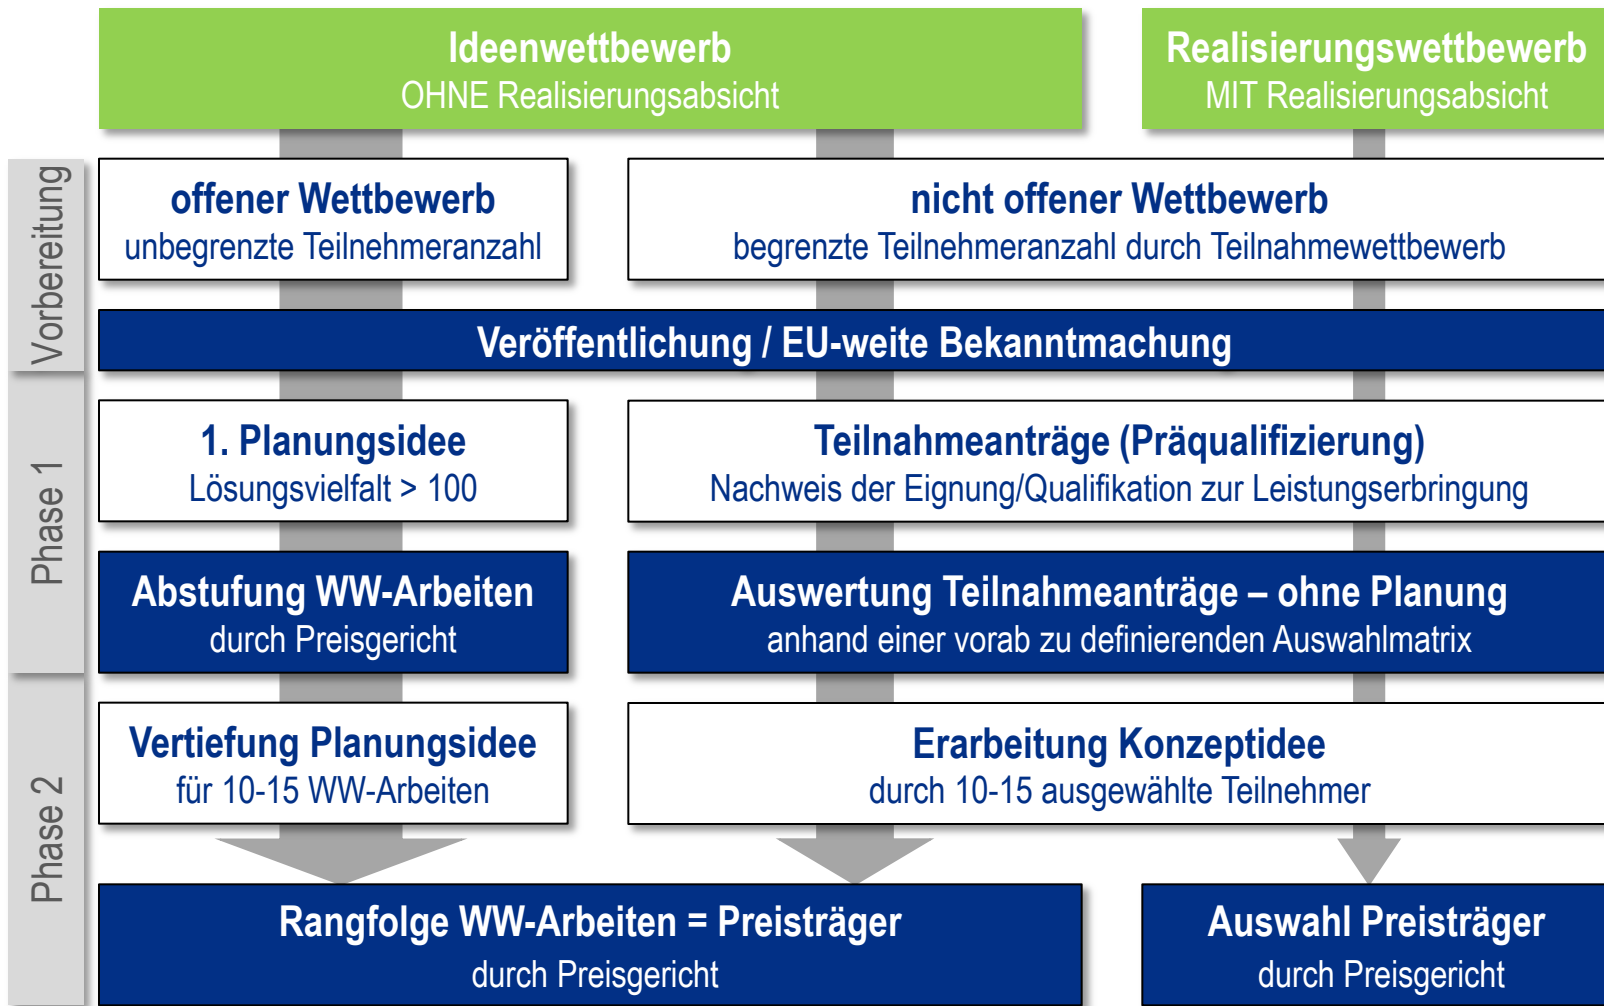 Ideenwettbewerb
OHNE Realisierungsabsicht
Realisierungswettbewerb
MIT Realisierungsabsicht
Vorbereitung
offener Wettbewerb
unbegrenzte Teilnehmeranzahl
nicht offener Wettbewerb
begrenzte Teilnehmeranzahl durch Teilnahmewettbewerb
Veröffentlichung / EU-weite Bekanntmachung
Phase 1
1. Planungsidee
Lösungsvielfalt > 100
Teilnahmeanträge (Präqualifizierung)
Nachweis der Eignung/Qualifikation zur Leistungserbringung
Abstufung WW-Arbeiten
durch Preisgericht
Auswertung Teilnahmeanträge – ohne Planung
anhand einer vorab zu definierenden Auswahlmatrix
Phase 2
Vertiefung Planungsidee
für 10-15 WW-Arbeiten
Erarbeitung Konzeptidee
durch 10-15 ausgewählte Teilnehmer
Rangfolge WW-Arbeiten = Preisträger
durch Preisgericht
Auswahl Preisträger
durch Preisgericht